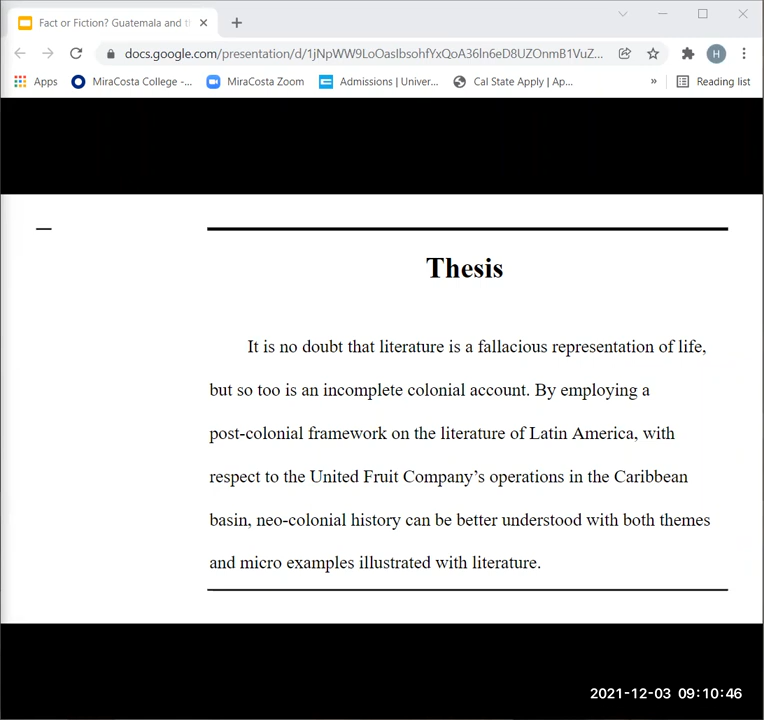 Fact or Fiction? Guatemala and th
docs.google.com/presentation/d/1jNpWW9LoOasIbsohfYxQoA36ln6eD8UZOnmB1VuZ...
H
Apps MiraCosta College -... MiraCosta Zoom Admissions | Univer... Cal State Apply | Ap... » Reading list
Thesis
It is no doubt that literature is a fallacious representation of life,
but so too is an incomplete colonial account. By employing a
post-colonial framework on the literature of Latin America, with
respect to the United Fruit Company’s operations in the Caribbean
basin, neo-colonial history can be better understood with both themes
and micro examples illustrated with literature.
2021-12-03 09:10:46